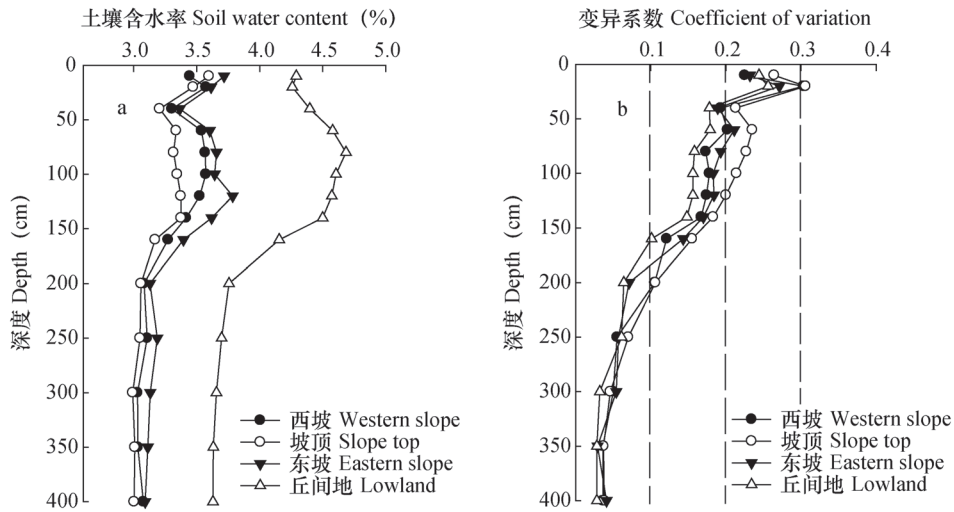 土壤含水率 Soil water content (%)
3.0 3.5 4.0 4.5 5.0
0
50
100
150
200
250
300
350
400
深度 Depth (cm)
a
西坡 Western slope
坡顶 Slope top
东坡 Eastern slope
丘间地 Lowland
变异系数 Coefficient of variation
0.1 0.2 0.3 0.4
0
50
100
150
200
250
300
350
400
深度 Depth (cm)
b
西坡 Western slope
坡顶 Slope top
东坡 Eastern slope
丘间地 Lowland